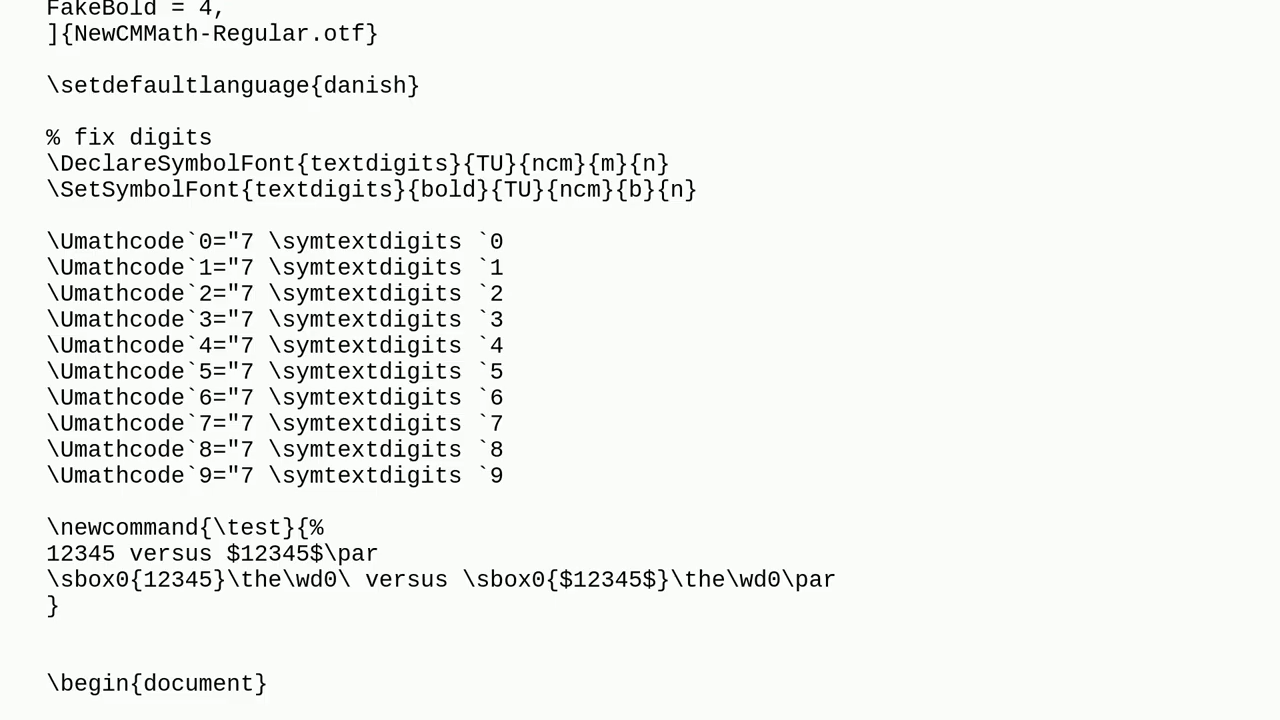 FakeBold = 4,
]{NewCMMath-Regular.otf}
\setdefaultlanguage{danish}
% fix digits
\DeclareSymbolFont{textdigits}{TU}{ncm}{m}{n}
\SetSymbolFont{textdigits}{bold}{TU}{ncm}{b}{n}
\Umathcode`0="7 \symtextdigits `0
\Umathcode`1="7 \symtextdigits `1
\Umathcode`2="7 \symtextdigits `2
\Umathcode`3="7 \symtextdigits `3
\Umathcode`4="7 \symtextdigits `4
\Umathcode`5="7 \symtextdigits `5
\Umathcode`6="7 \symtextdigits `6
\Umathcode`7="7 \symtextdigits `7
\Umathcode`8="7 \symtextdigits `8
\Umathcode`9="7 \symtextdigits `9
\newcommand{\test}{%
12345 versus $12345$\par
\sbox0{12345}\the\wd0\ versus \sbox0{$12345$}\the\wd0\par
}
\begin{document}